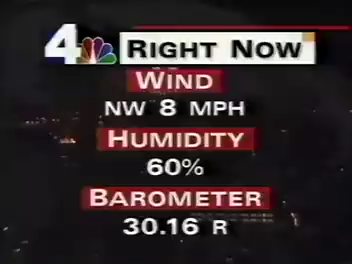 4 RIGHT NOW
WIND
NW 8 MPH
HUMIDITY
60%
BAROMETER
30.16 R